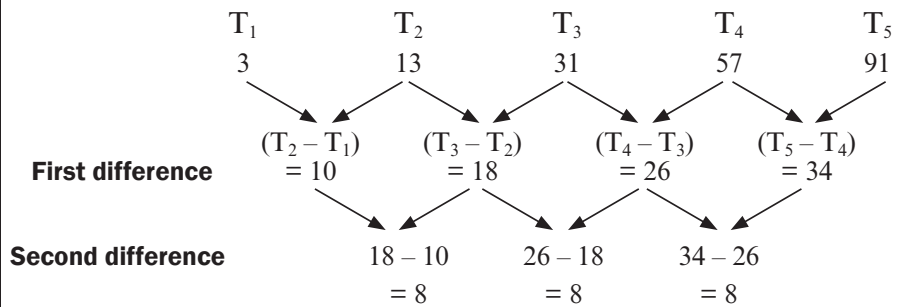 T₁ T₂ T₃ T₄ T₅
3 13 31 57 91
(T₂ – T₁) (T₃ – T₂) (T₄ – T₃) (T₅ – T₄)
First difference = 10 = 18 = 26 = 34
Second difference 18 – 10 26 – 18 34 – 26
= 8 = 8 = 8